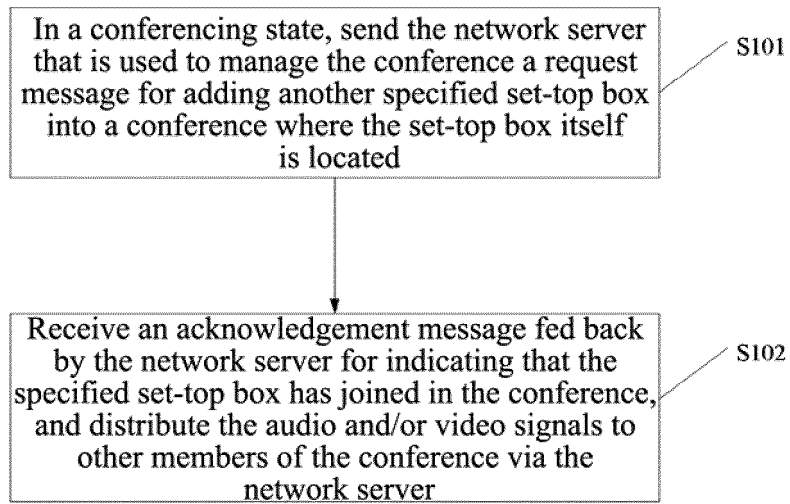 In a conferencing state, send the network server
that is used to manage the conference a request
message for adding another specified set-top box
into a conference where the set-top box itself
is located
S101
Receive an acknowledgement message fed back
by the network server for indicating that the
specified set-top box has joined in the conference,
and distribute the audio and/or video signals to
other members of the conference via the
network server
S102